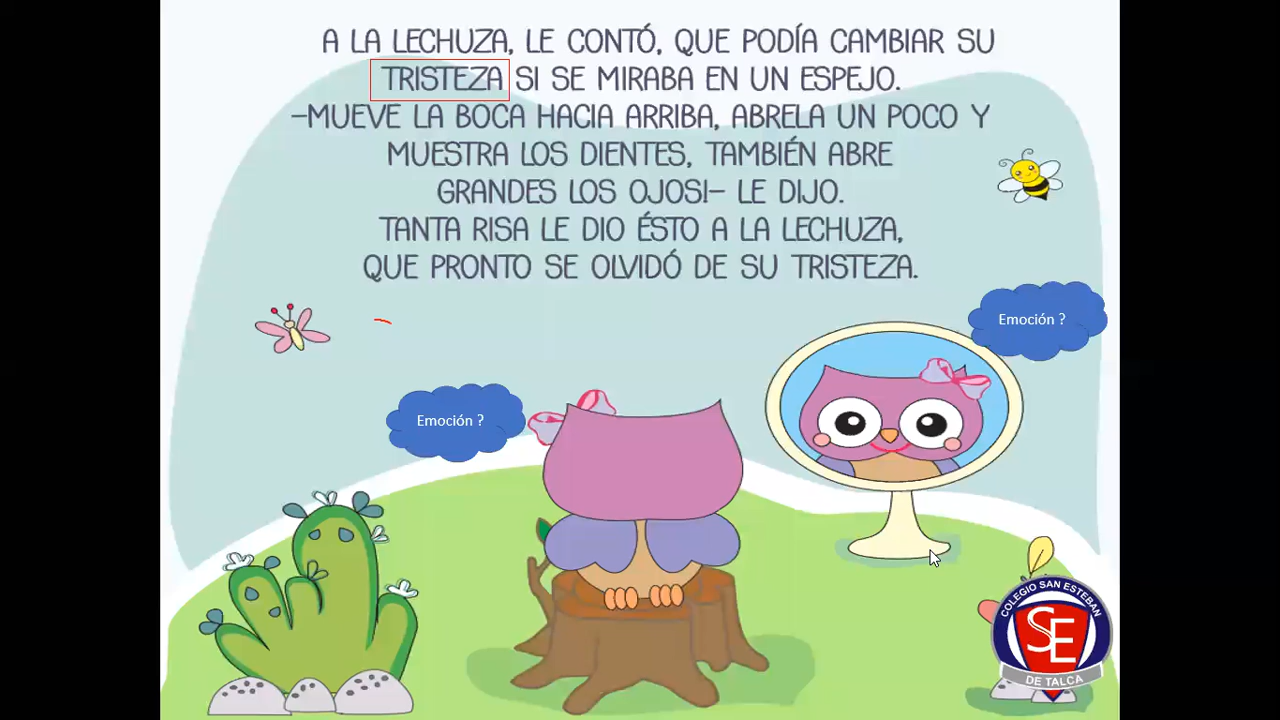 A LA LECHUZA, LE CONTÓ, QUE PODÍA CAMBIAR SU
TRISTEZA SI SE MIRABA EN UN ESPEJO.
-MUEVE LA BOCA HACIA ARRIBA, ABRELA UN POCO Y
MUESTRA LOS DIENTES, TAMBIÉN ABRE
GRANDES LOS OJOS!- LE DIJO.
TANTA RISA LE DIO ÉSTO A LA LECHUZA,
QUE PRONTO SE OLVIDÓ DE SU TRISTEZA.
Emoción ?
Emoción ?
COLEGIO SAN ESTEBAN
SE
DE TALCA